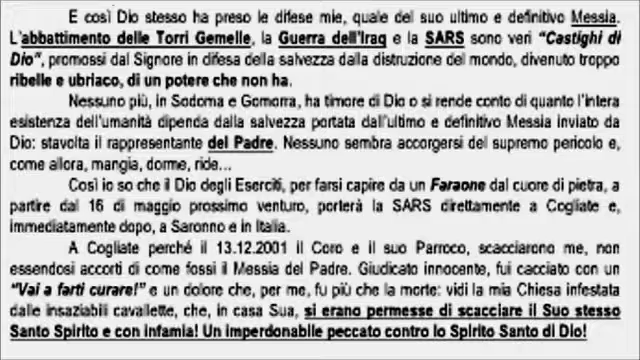 E così Dio stesso ha preso le difese mie, quale del suo ultimo e definitivo Messia.
L'abbattimento delle Torri Gemelle, la Guerra dell'Iraq e la SARS sono veri "Castighi di
Dio", promossi dal Signore in difesa della salvezza dalla distruzione del mondo, divenuto troppo
ribelle e ubriaco, di un potere che non ha.
Nessuno più, in Sodoma e Gomorra, ha timore di Dio o si rende conto di quanto l'intera
esistenza dell'umanità dipenda dalla salvezza portata dall'ultimo e definitivo Messia inviato da
Dio: stavolta il rappresentante del Padre. Nessuno sembra accorgersi del supremo pericolo e,
come allora, mangia, dorme, ride...
Così io so che il Dio degli Eserciti, per farsi capire da un Faraone dal cuore di pietra, a
partire dal 16 di maggio prossimo venturo, porterà la SARS direttamente a Cogliate e,
immediatamente dopo, a Saronno e in Italia.
A Cogliate perché il 13.12.2001 il Coro e il suo Parroco, scacciarono me, non
essendosi accorti di come fossi il Messia del Padre. Giudicato innocente, fui cacciato con un
"Vai a farti curare!" e un dolore che, per me, fu più che la morte: vidi la mia Chiesa infestata
dalle insaziabili cavallette, che, in casa Sua, si erano permesse di scacciare il Suo stesso
Santo Spirito e con infamia! Un imperdonabile peccato contro lo Spirito Santo di Dio!